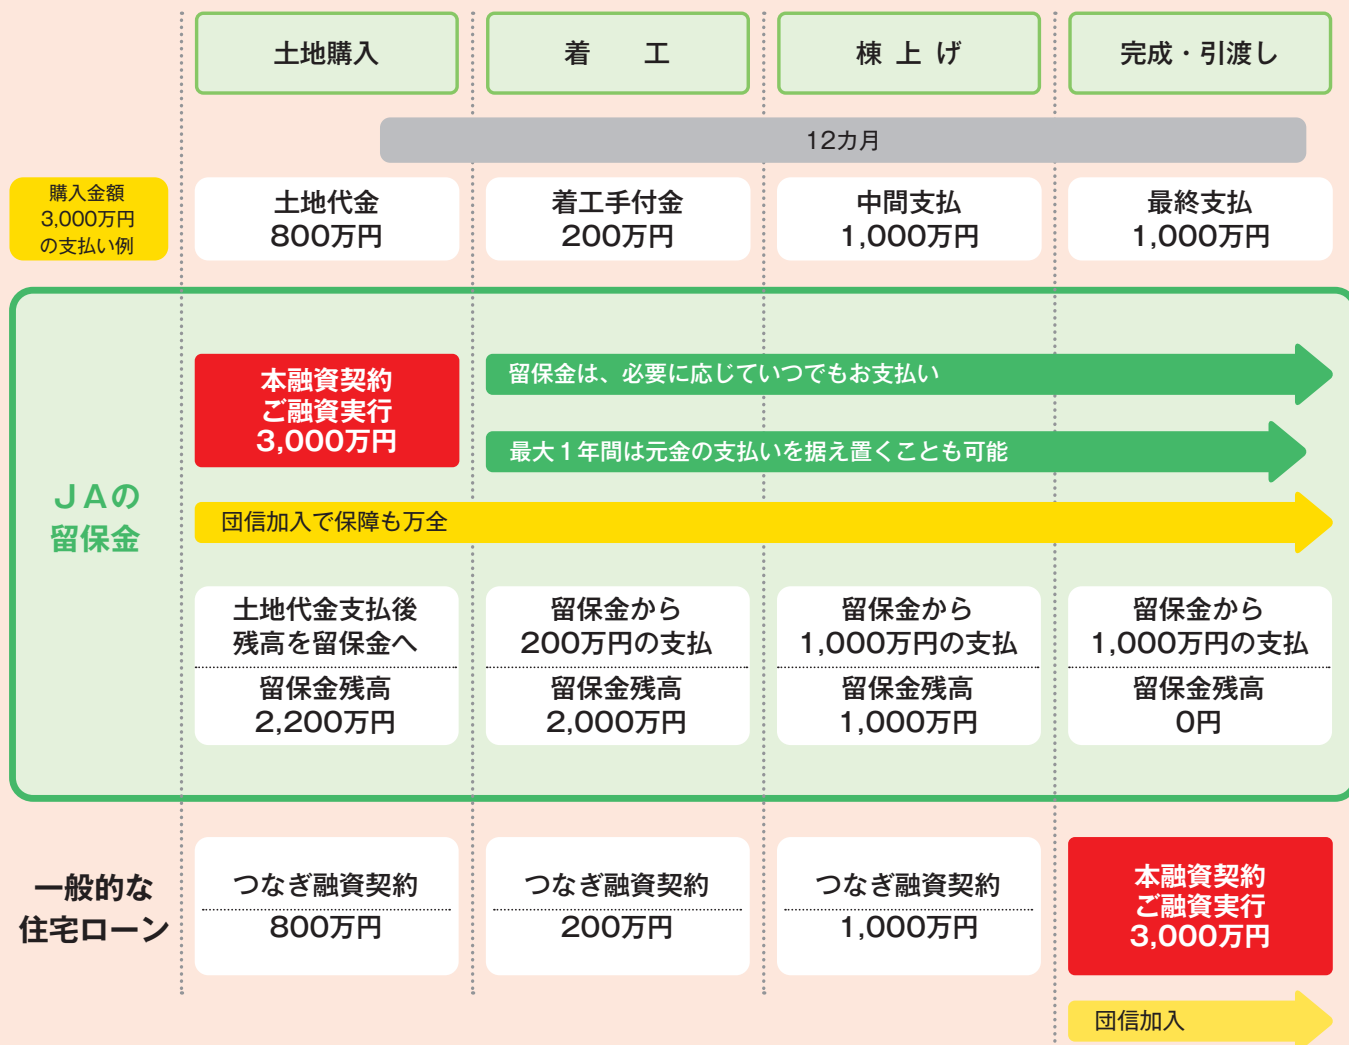 土地購入
着　工
棟上げ
完成・引渡し
12カ月
購入金額
3,000万円
の支払い例
土地代金
800万円
着工手付金
200万円
中間支払
1,000万円
最終支払
1,000万円
JAの
留保金
本融資契約
ご融資実行
3,000万円
留保金は、必要に応じていつでもお支払い
最大1年間は元金の支払いを据え置くことも可能
団信加入で保障も万全
土地代金支払後
残高を留保金へ
留保金残高
2,200万円
留保金から
200万円の支払
留保金残高
2,000万円
留保金から
1,000万円の支払
留保金残高
1,000万円
留保金から
1,000万円の支払
留保金残高
0円
一般的な
住宅ローン
つなぎ融資契約
800万円
つなぎ融資契約
200万円
つなぎ融資契約
1,000万円
本融資契約
ご融資実行
3,000万円
団信加入